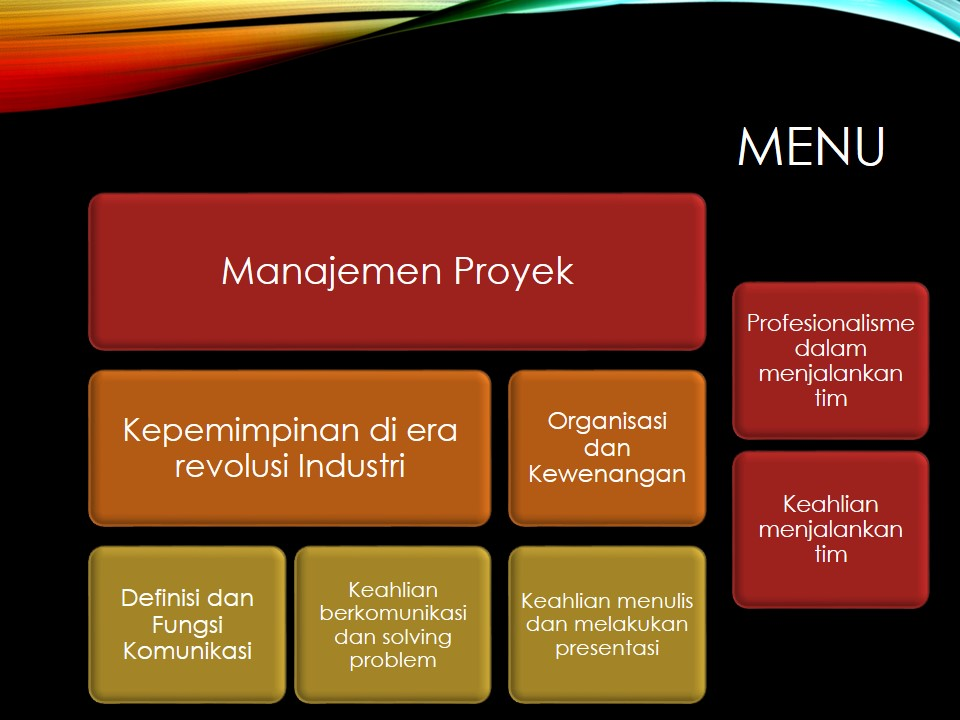 MENU
Manajemen Proyek
Kepemimpinan di era
revolusi Industri
Organisasi
dan
Kewenangan
Definisi dan
Fungsi
Komunikasi
Keahlian
berkomunikasi
dan solving
problem
Keahlian menulis
dan melakukan
presentasi
Profesionalisme
dalam
menjalankan
tim
Keahlian
menjalankan
tim